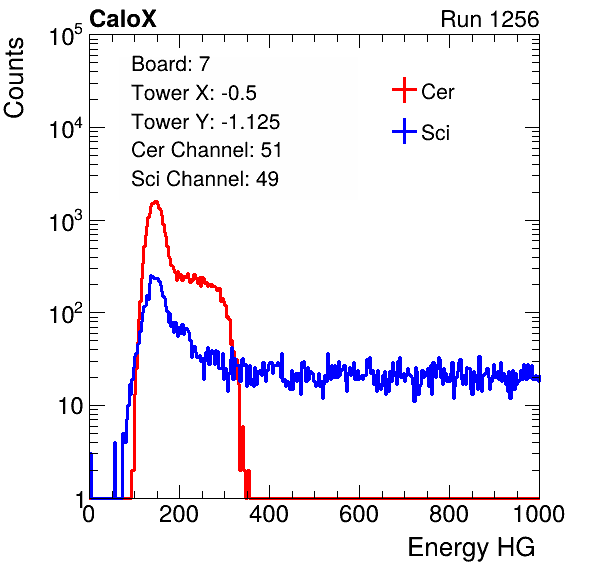 CaloX
Run 1256
Counts
Board: 7
Tower X: -0.5
Tower Y: -1.125
Cer Channel: 51
Sci Channel: 49
Cer
Sci
10^5
10^4
10^3
10^2
10
1
0 200 400 600 800 1000
Energy HG